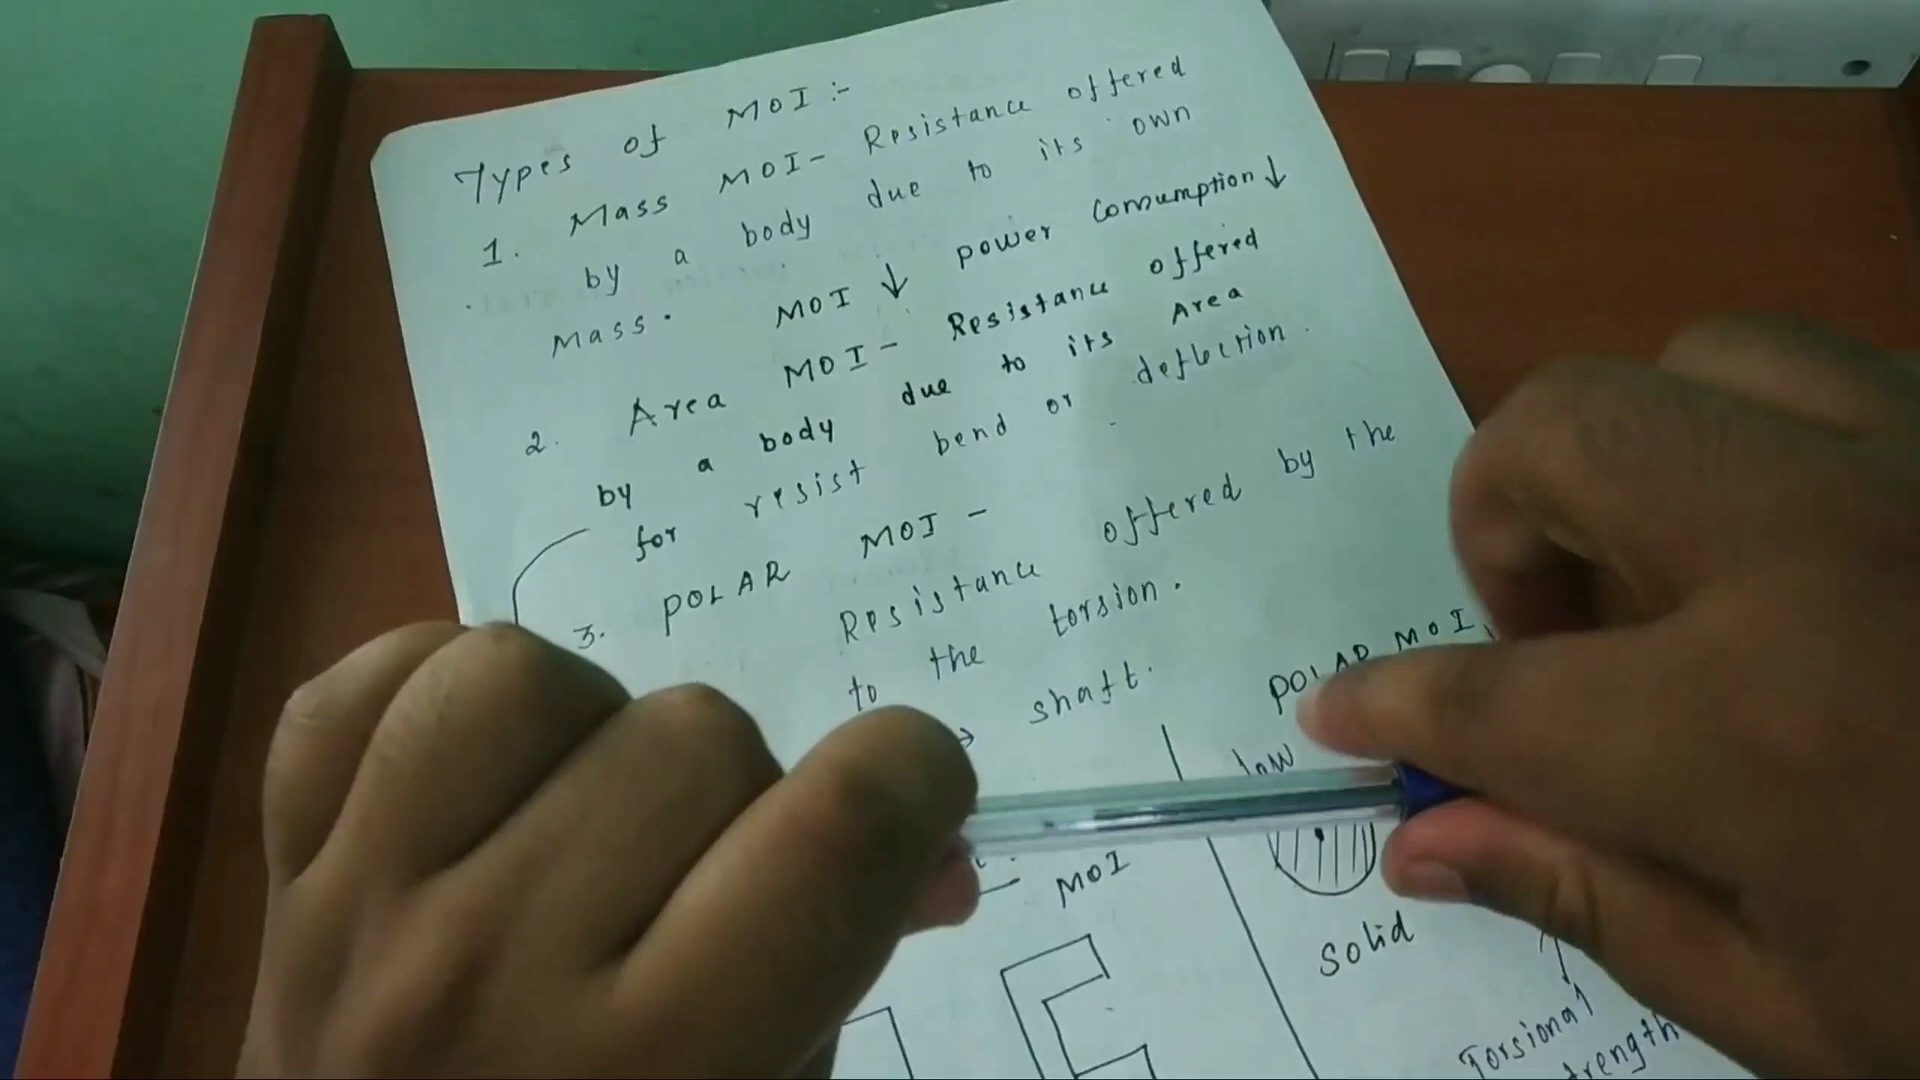 Types of MOI :-
1. Mass MOI - Resistance offered
by a body due to its own
Mass. MOI ↓ power Consumption ↓
2. Area MOI - Resistance offered
by a body due to its Area
for resist bend or deflection.
3. POLAR MOI -
Resistance offered by the
to the torsion.
→ shaft.
MOI
POLAR MOI
low
Solid
Torsional
strength